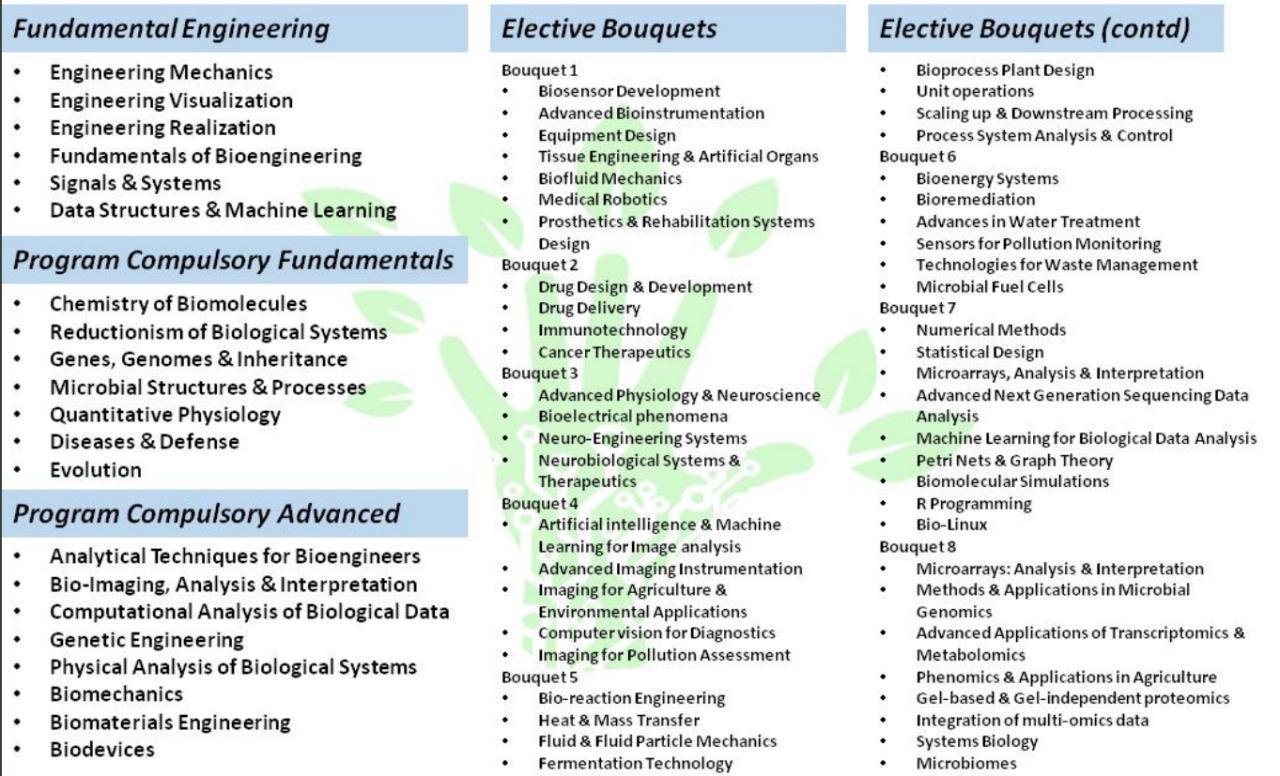 Fundamental Engineering
• Engineering Mechanics
• Engineering Visualization
• Engineering Realization
• Fundamentals of Bioengineering
• Signals & Systems
• Data Structures & Machine Learning
Program Compulsory Fundamentals
• Chemistry of Biomolecules
• Reductionism of Biological Systems
• Genes, Genomes & Inheritance
• Microbial Structures & Processes
• Quantitative Physiology
• Diseases & Defense
• Evolution
Program Compulsory Advanced
• Analytical Techniques for Bioengineers
• Bio-Imaging, Analysis & Interpretation
• Computational Analysis of Biological Data
• Genetic Engineering
• Physical Analysis of Biological Systems
• Biomechanics
• Biomaterials Engineering
• Biodevices
Elective Bouquets
Bouquet 1
• Biosensor Development
• Advanced Bioinstrumentation
• Equipment Design
• Tissue Engineering & Artificial Organs
• Biofluid Mechanics
• Medical Robotics
• Prosthetics & Rehabilitation Systems
Design
Bouquet 2
• Drug Design & Development
• Drug Delivery
• Immunotechnology
• Cancer Therapeutics
Bouquet 3
• Advanced Physiology & Neuroscience
• Bioelectrical phenomena
• Neuro-Engineering Systems
• Neurobiological Systems &
Therapeutics
Bouquet 4
• Artificial intelligence & Machine
Learning for Image analysis
• Advanced Imaging Instrumentation
• Imaging for Agriculture &
Environmental Applications
• Computer vision for Diagnostics
• Imaging for Pollution Assessment
Bouquet 5
• Bio-reaction Engineering
• Heat & Mass Transfer
• Fluid & Fluid Particle Mechanics
• Fermentation Technology
Elective Bouquets (contd)
• Bioprocess Plant Design
• Unit operations
• Scaling up & Downstream Processing
• Process System Analysis & Control
Bouquet 6
• Bioenergy Systems
• Bioremediation
• Advances in Water Treatment
• Sensors for Pollution Monitoring
• Technologies for Waste Management
• Microbial Fuel Cells
Bouquet 7
• Numerical Methods
• Statistical Design
• Microarrays, Analysis & Interpretation
• Advanced Next Generation Sequencing Data
Analysis
• Machine Learning for Biological Data Analysis
• Petri Nets & Graph Theory
• Biomolecular Simulations
• R Programming
• Bio-Linux
Bouquet 8
• Microarrays: Analysis & Interpretation
• Methods & Applications in Microbial
Genomics
• Advanced Applications of Transcriptomics &
Metabolomics
• Phenomics & Applications in Agriculture
• Gel-based & Gel-independent proteomics
• Integration of multi-omics data
• Systems Biology
• Microbiomes